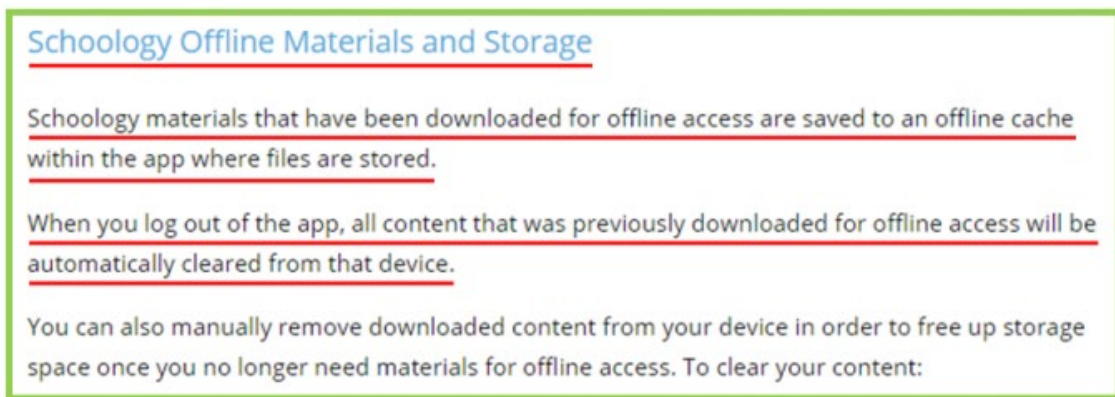 Schoology Offline Materials and Storage
Schoology materials that have been downloaded for offline access are saved to an offline cache
within the app where files are stored.
When you log out of the app, all content that was previously downloaded for offline access will be
automatically cleared from that device.
You can also manually remove downloaded content from your device in order to free up storage
space once you no longer need materials for offline access. To clear your content: